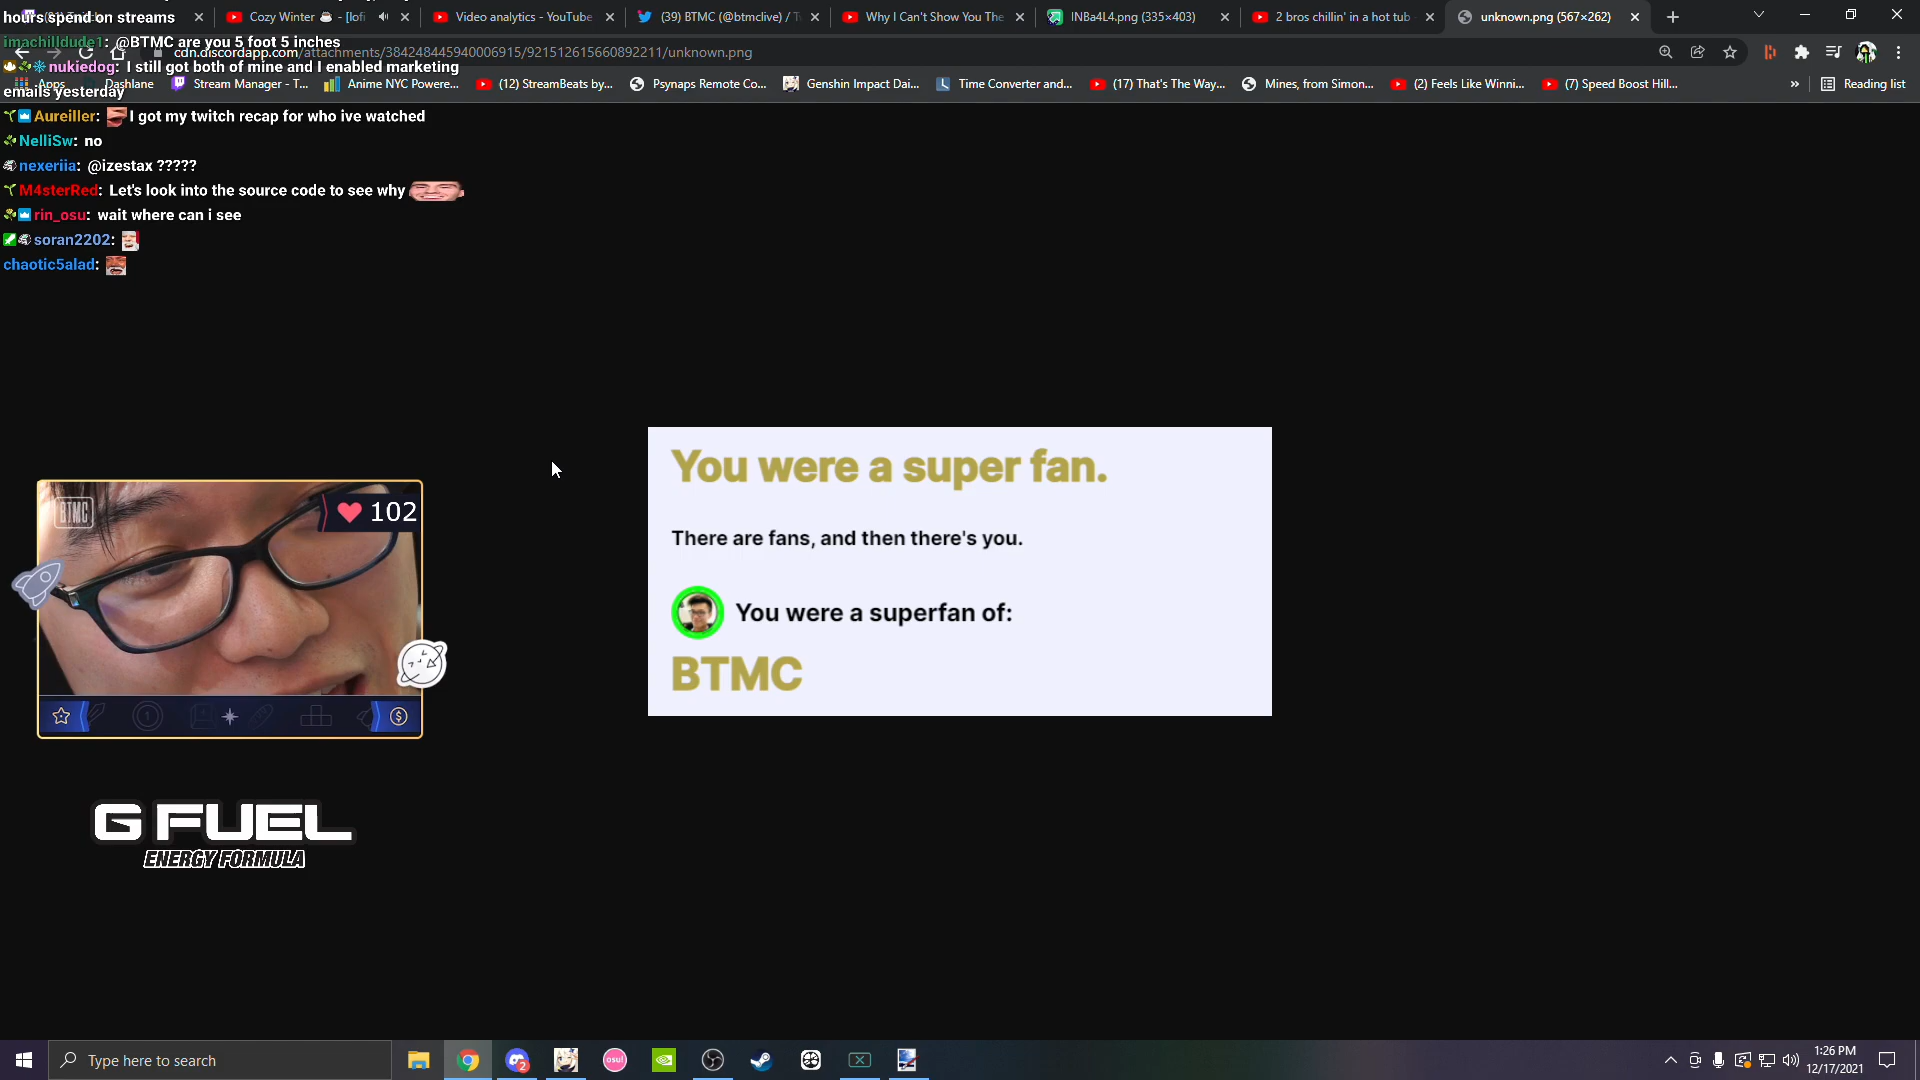 hours spend on streams
imachilldude1: @BTMC are you 5 foot 5 inches
nukiedog: I still got both of mine and I enabled marketing
emails yesterday
Aureiller: I got my twitch recap for who ive watched
NelliSw: no
nexeriia: @izestax ?????
M4sterRed: Let's look into the source code to see why
rin_osu: wait where can i see
soran2202:
chaotic5alad:
Cozy Winter ☕ - [lofi
Video analytics - YouTube
(39) BTMC (@btmclive) / T
Why I Can't Show You The
INBa4L4.png (335×403)
2 bros chillin' in a hot tub
unknown.png (567×262)
cdn.discordapp.com/attachments/384248445940006915/921512615660892211/unknown.png
Apps
Dashlane
Stream Manager - T...
Anime NYC Powere...
(12) StreamBeats by...
Psynaps Remote Co...
Genshin Impact Dai...
Time Converter and...
(17) That's The Way...
Mines, from Simon...
(2) Feels Like Winni...
(7) Speed Boost Hill...
»
Reading list
You were a super fan.
There are fans, and then there's you.
You were a superfan of:
BTMC
BTMC
102
G FUEL
ENERGY FORMULA
Type here to search
2
osu!
1:26 PM
12/17/2021